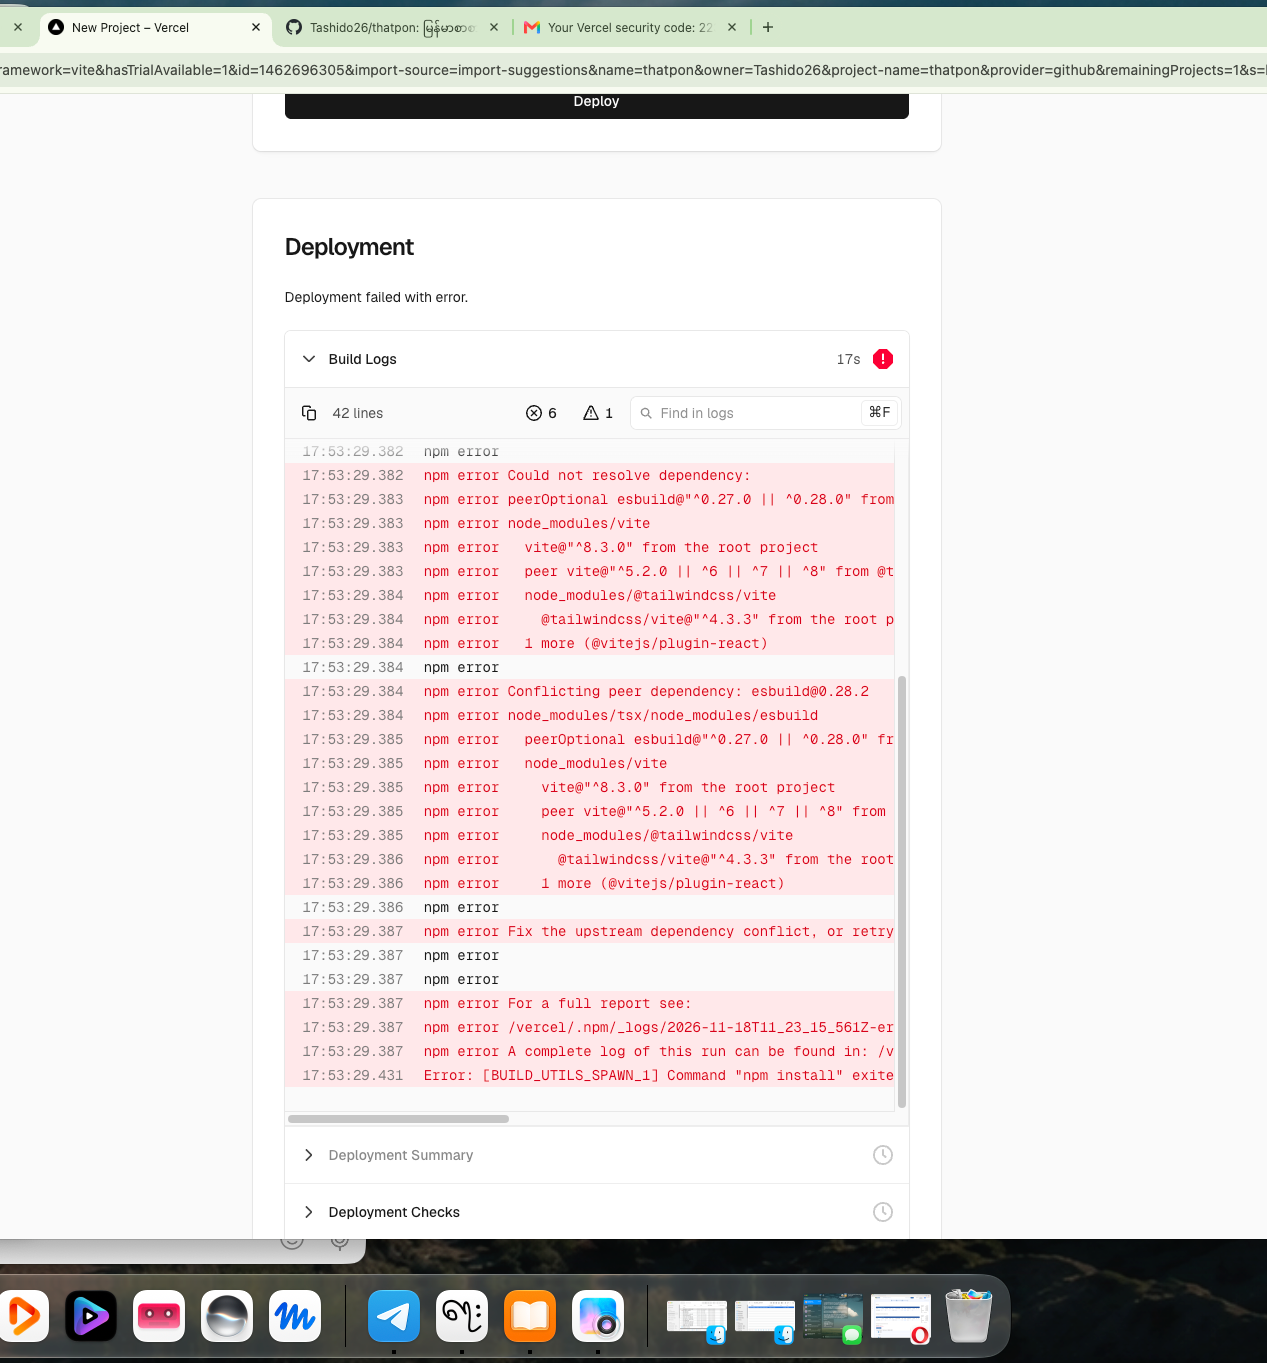 New Project – Vercel
Tashido26/thatpon: မြန်မာစာ
Your Vercel security code: 22
ramework=vite&hasTrialAvailable=1&id=1462696305&import-source=import-suggestions&name=thatpon&owner=Tashido26&project-name=thatpon&provider=github&remainingProjects=1&s=
Deploy
Deployment
Deployment failed with error.
Build Logs
17s
42 lines
6
1
Find in logs
⌘F
17:53:29.382 npm error
17:53:29.382 npm error Could not resolve dependency:
17:53:29.383 npm error peerOptional esbuild@"^0.27.0 || ^0.28.0" from
17:53:29.383 npm error node_modules/vite
17:53:29.383 npm error   vite@"^8.3.0" from the root project
17:53:29.383 npm error   peer vite@"^5.2.0 || ^6 || ^7 || ^8" from @t
17:53:29.384 npm error   node_modules/@tailwindcss/vite
17:53:29.384 npm error     @tailwindcss/vite@"^4.3.3" from the root p
17:53:29.384 npm error   1 more (@vitejs/plugin-react)
17:53:29.384 npm error
17:53:29.384 npm error Conflicting peer dependency: esbuild@0.28.2
17:53:29.384 npm error node_modules/tsx/node_modules/esbuild
17:53:29.385 npm error   peerOptional esbuild@"^0.27.0 || ^0.28.0" fr
17:53:29.385 npm error   node_modules/vite
17:53:29.385 npm error     vite@"^8.3.0" from the root project
17:53:29.385 npm error     peer vite@"^5.2.0 || ^6 || ^7 || ^8" from
17:53:29.385 npm error     node_modules/@tailwindcss/vite
17:53:29.386 npm error       @tailwindcss/vite@"^4.3.3" from the root
17:53:29.386 npm error     1 more (@vitejs/plugin-react)
17:53:29.386 npm error
17:53:29.387 npm error Fix the upstream dependency conflict, or retry
17:53:29.387 npm error
17:53:29.387 npm error
17:53:29.387 npm error For a full report see:
17:53:29.387 npm error /vercel/.npm/_logs/2026-11-18T11_23_15_561Z-er
17:53:29.387 npm error A complete log of this run can be found in: /v
17:53:29.431 Error: [BUILD_UTILS_SPAWN_1] Command "npm install" exite
Deployment Summary
Deployment Checks